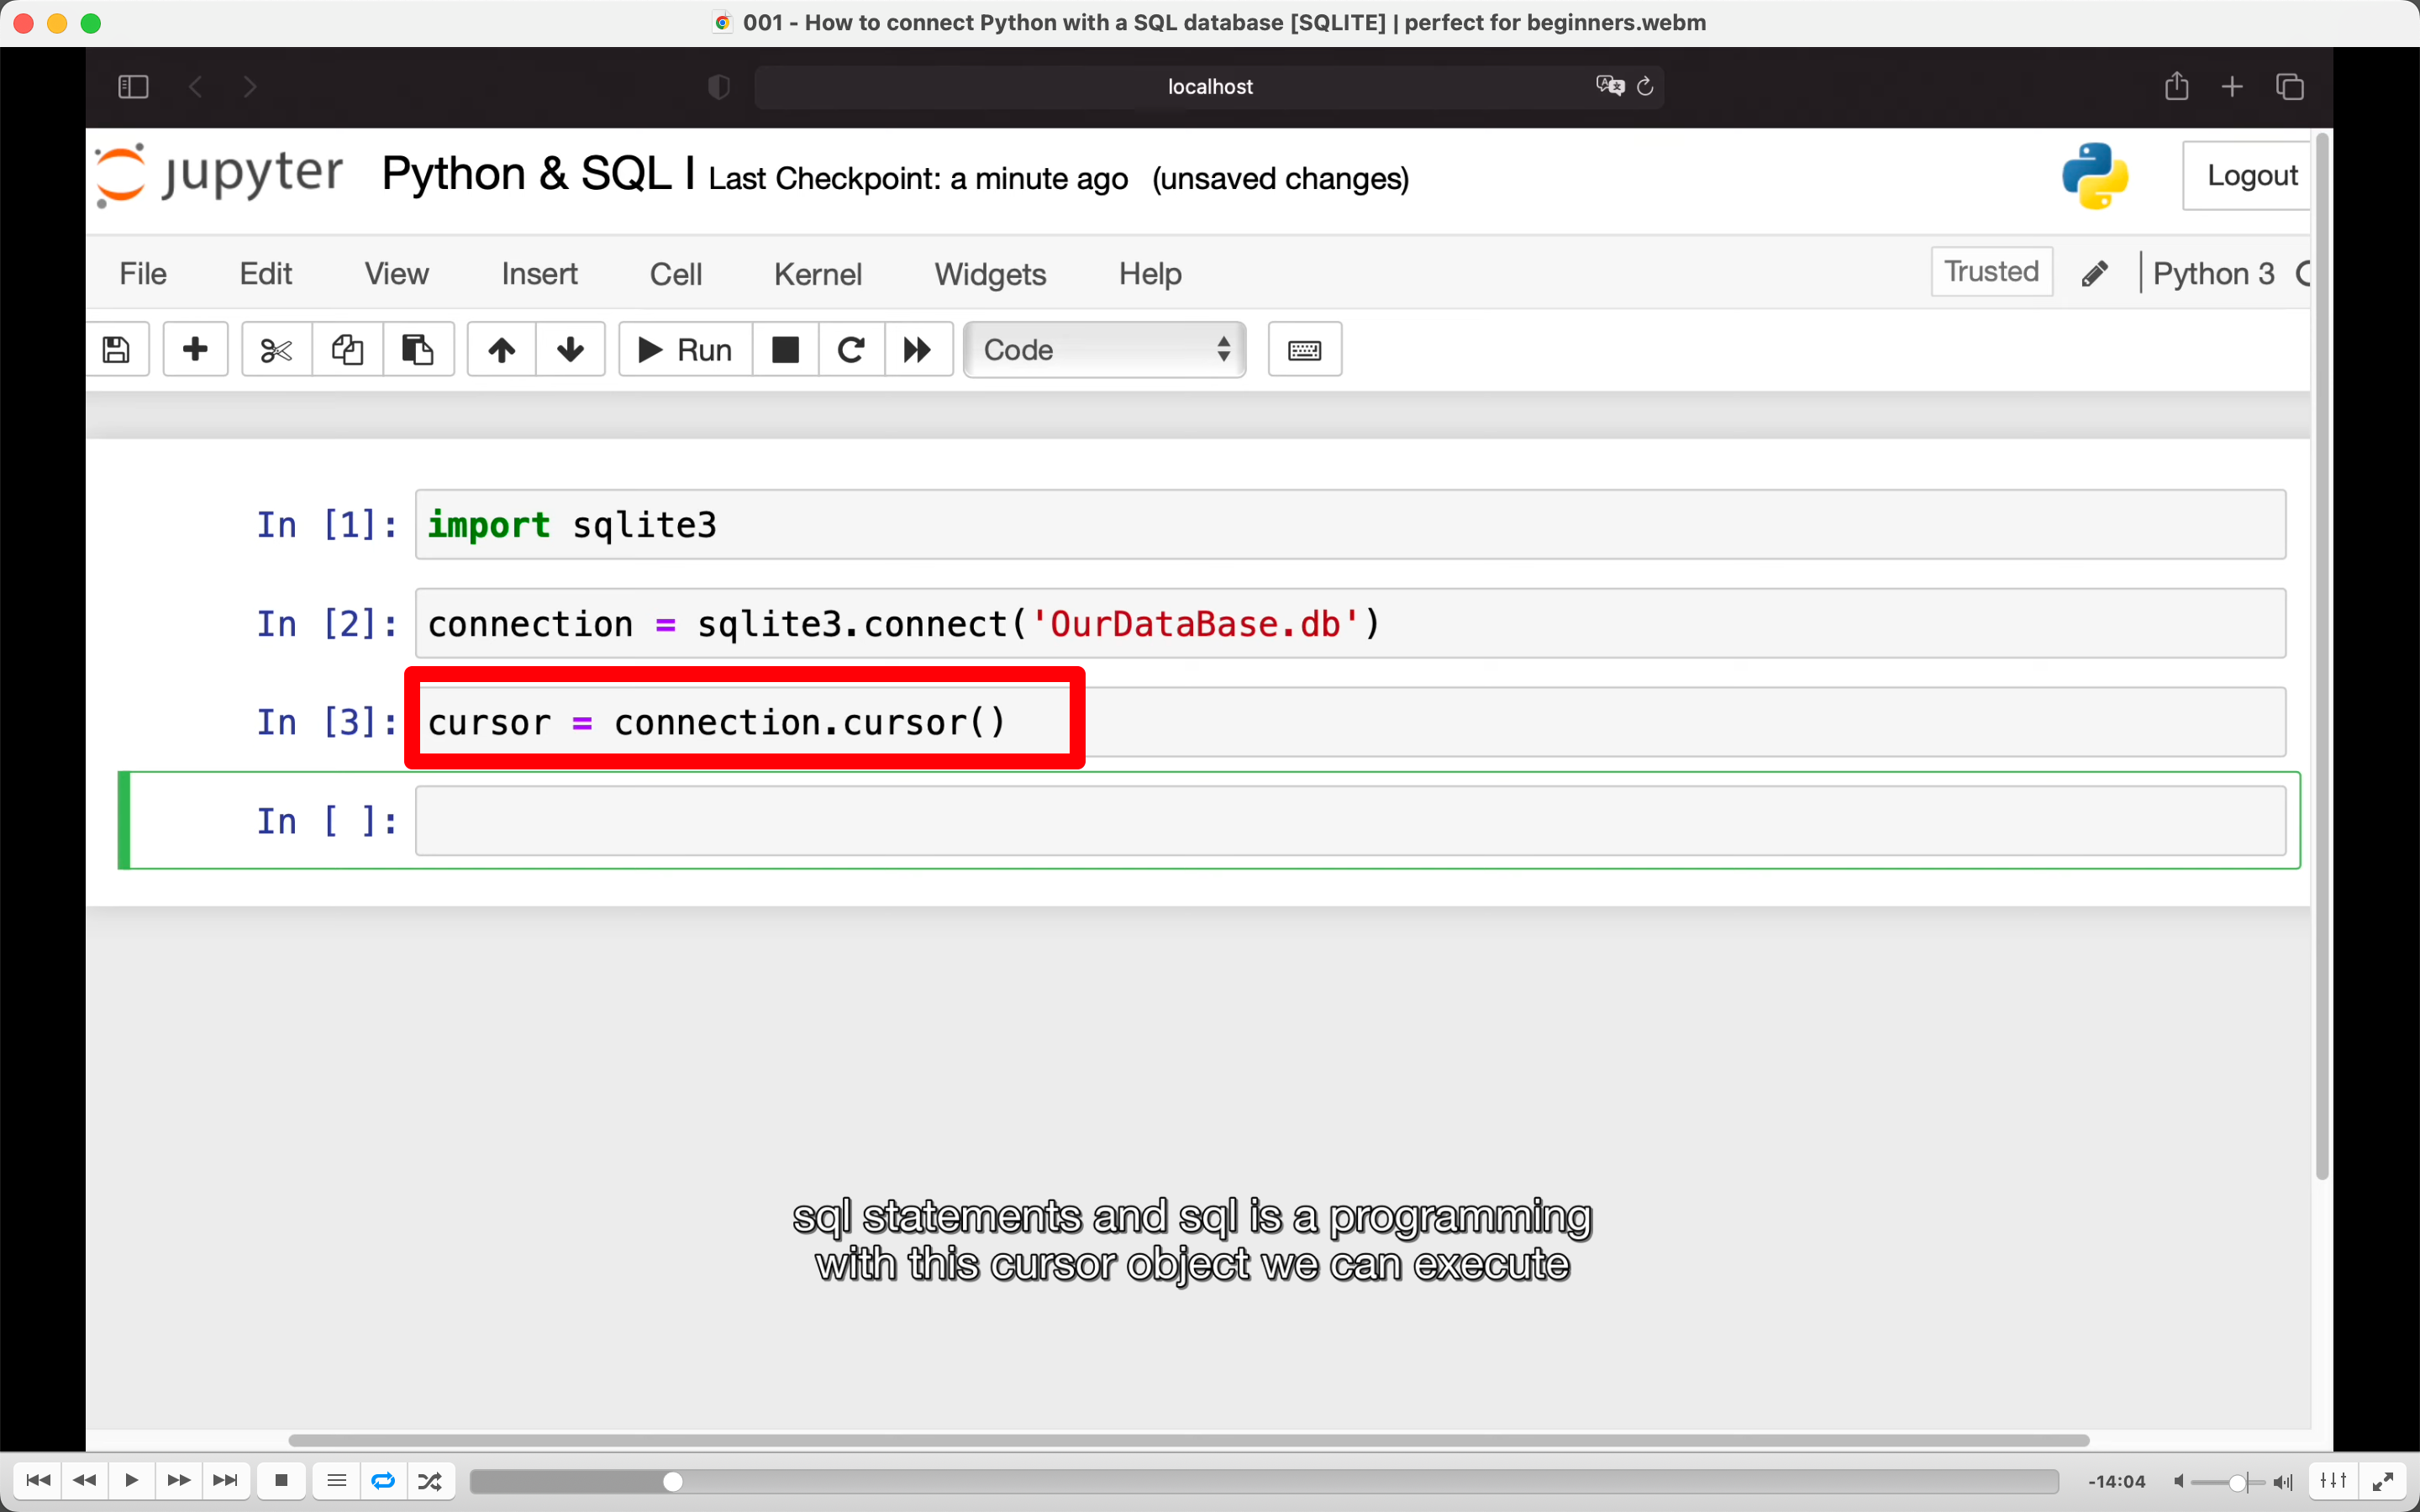 001 - How to connect Python with a SQL database [SQLITE] | perfect for beginners.webm
localhost
jupyter Python & SQL I Last Checkpoint: a minute ago (unsaved changes)
Logout
File Edit View Insert Cell Kernel Widgets Help
Trusted Python 3
Run Code
In [1]: import sqlite3
In [2]: connection = sqlite3.connect('OurDataBase.db')
In [3]: cursor = connection.cursor()
In [ ]:
sql statements and sql is a programming
with this cursor object we can execute
-14:04